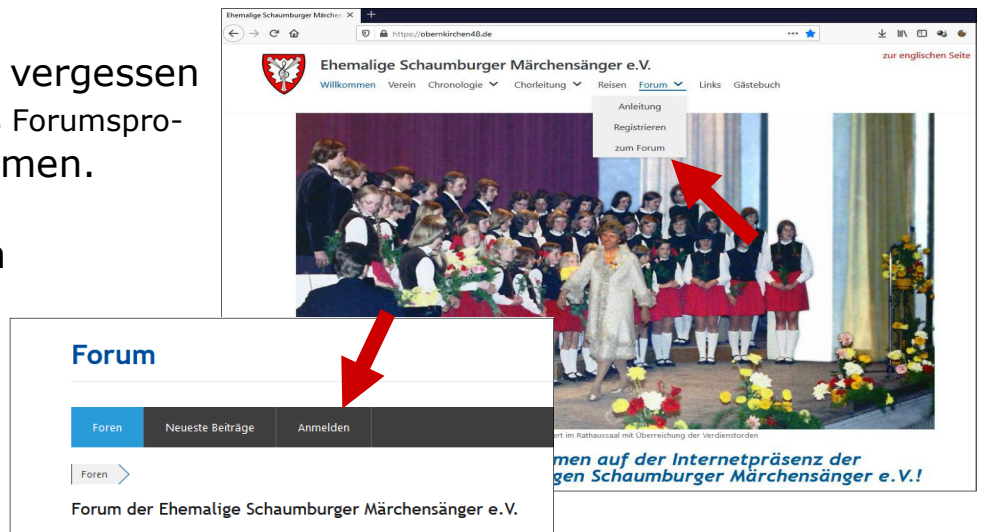 vergessen
Forumspro-
men.
Ehemalige Schaumburger Märchen
https://obernkirchen48.de
zur englischen Seite
Ehemalige Schaumburger Märchensänger e.V.
Willkommen Verein Chronologie Chorleitung Reisen Forum Links Gästebuch
Anleitung
Registrieren
zum Forum
ert im Rathaussaal mit Überreichung der Verdienstorden
men auf der Internetpräsenz der
gen Schaumburger Märchensänger e.V.!
Forum
Foren Neueste Beiträge Anmelden
Foren
Forum der Ehemalige Schaumburger Märchensänger e.V.